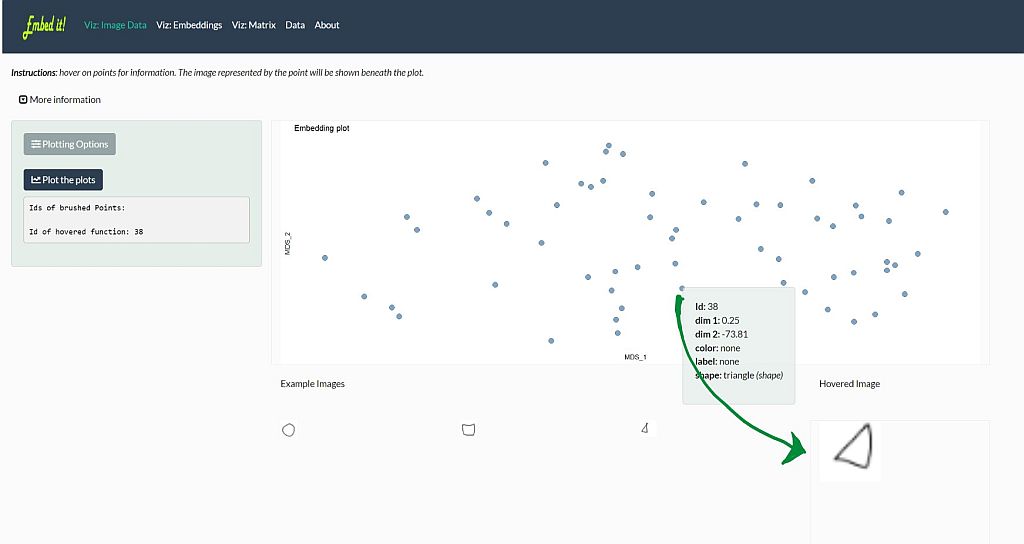 Embed it!
Viz: Image Data
Viz: Embeddings
Viz: Matrix
Data
About
Instructions: hover on points for information. The image represented by the point will be shown beneath the plot.
More information
Plotting Options
Plot the plots
Ids of brushed Points:
Id of hovered function: 38
Embedding plot
MDS_2
MDS_1
Id: 38
dim 1: 0.25
dim 2: -73.81
color: none
label: none
shape: triangle (shape)
Example Images
Hovered Image